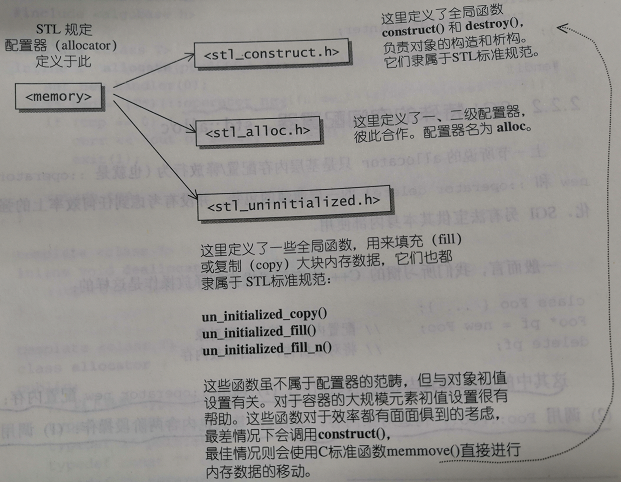 STL 规定
配置器（allocator）
定义于此
<memory>
<stl_construct.h>
这里定义了全局函数
construct() 和 destroy(),
负责对象的构造和析构。
它们隶属于STL标准规范。
<stl_alloc.h>
这里定义了一、二级配置器,
彼此合作。配置器名为 alloc。
<stl_uninitialized.h>
这里定义了一些全局函数，用来填充（fill）
或复制（copy）大块内存数据，它们也都
隶属于 STL标准规范：
un_initialized_copy()
un_initialized_fill()
un_initialized_fill_n()
这些函数虽不属于配置器的范畴，但与对象初值
设置有关。对于容器的大规模元素初值设置很有
帮助。这些函数对于效率都有面面俱到的考虑，
最差情况下会调用construct(),
最佳情况则会使用C标准函数memmove()直接进行
内存数据的移动。